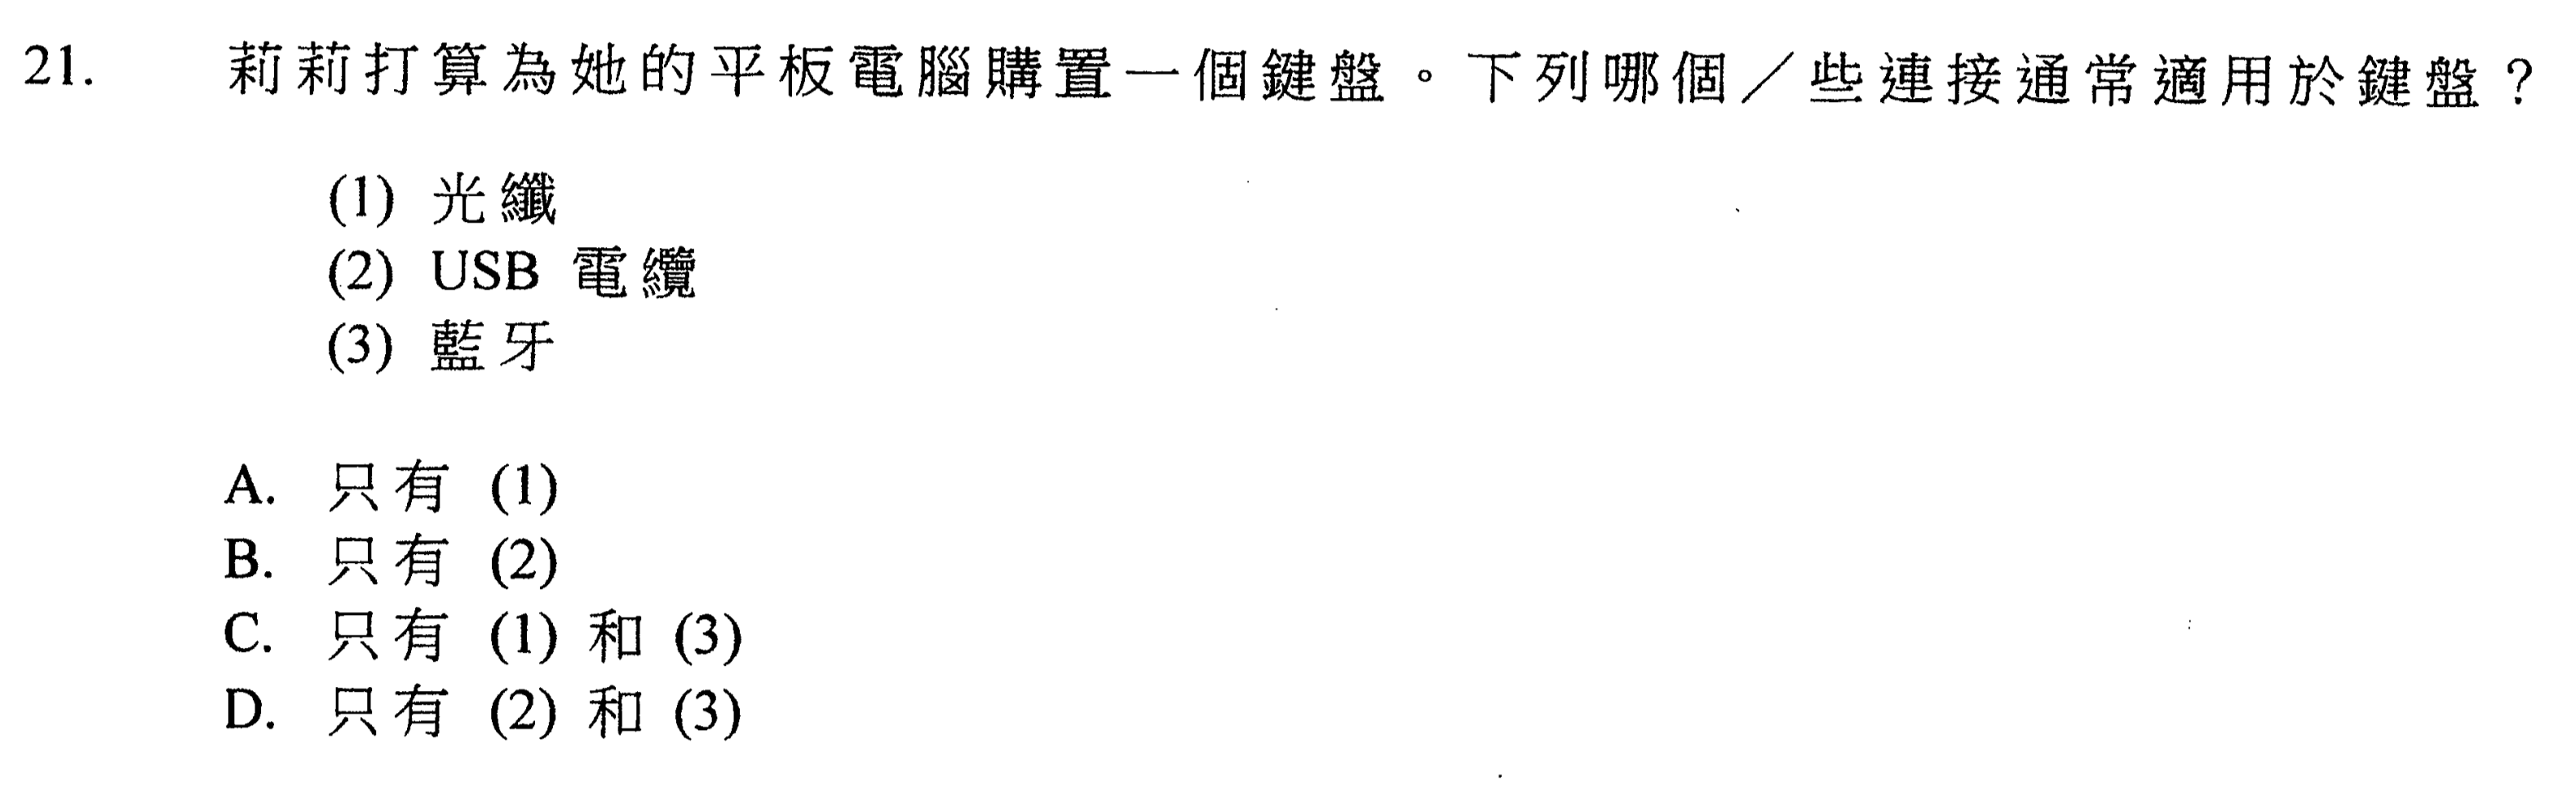 21. 莉莉打算為她的平板電腦購置一個鍵盤。下列哪個／些連接通常適用於鍵盤？
(1) 光纖
(2) USB 電纜
(3) 藍牙
A. 只有 (1)
B. 只有 (2)
C. 只有 (1) 和 (3)
D. 只有 (2) 和 (3)